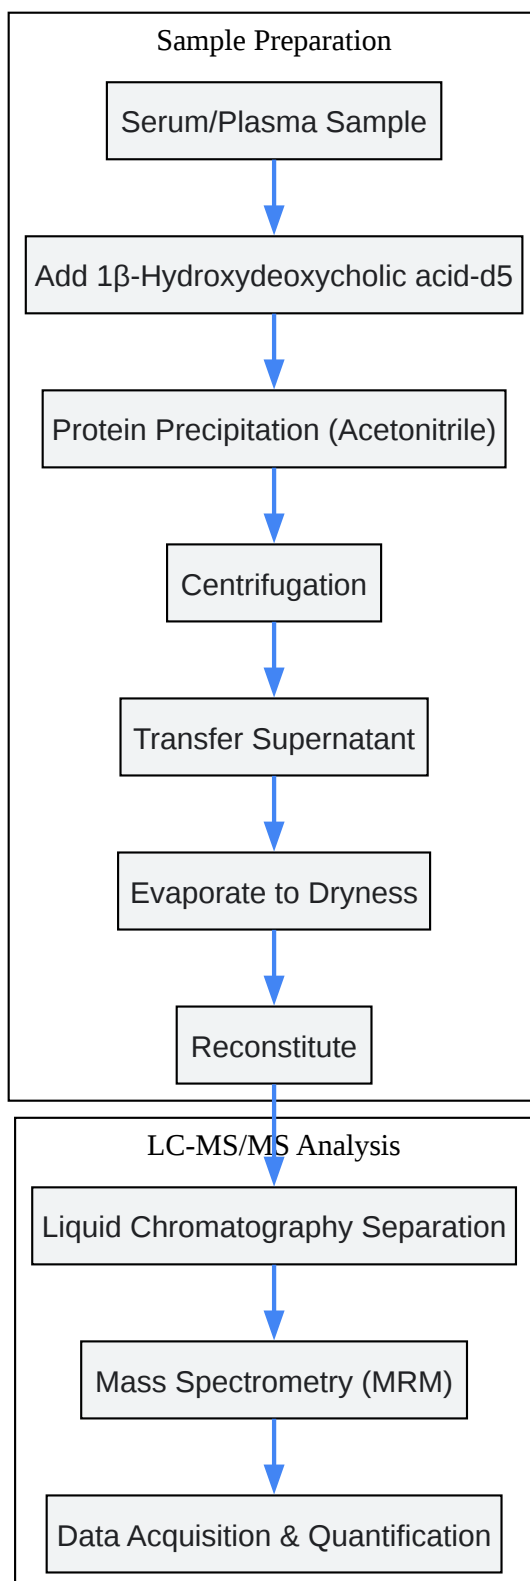 Sample Preparation
Serum/Plasma Sample
Add 1β-Hydroxydeoxycholic acid-d5
Protein Precipitation (Acetonitrile)
Centrifugation
Transfer Supernatant
Evaporate to Dryness
Reconstitute
LC-MS/MS Analysis
Liquid Chromatography Separation
Mass Spectrometry (MRM)
Data Acquisition & Quantification